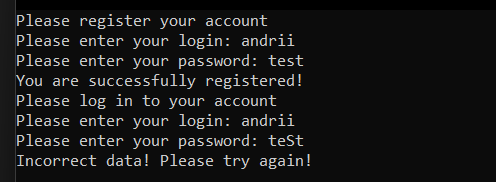 Please register your account
Please enter your login: andrii
Please enter your password: test
You are successfully registered!
Please log in to your account
Please enter your login: andrii
Please enter your password: teSt
Incorrect data! Please try again!